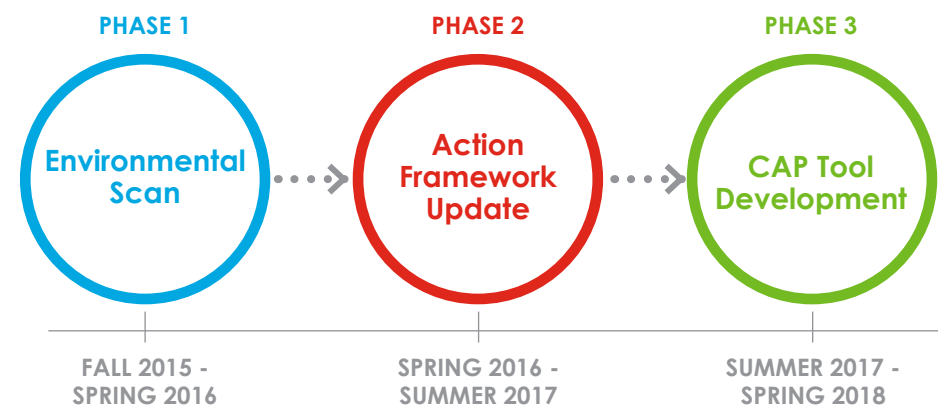 PHASE 1
Environmental
Scan
FALL 2015 -
SPRING 2016
PHASE 2
Action
Framework
Update
SPRING 2016 -
SUMMER 2017
PHASE 3
CAP Tool
Development
SUMMER 2017 -
SPRING 2018